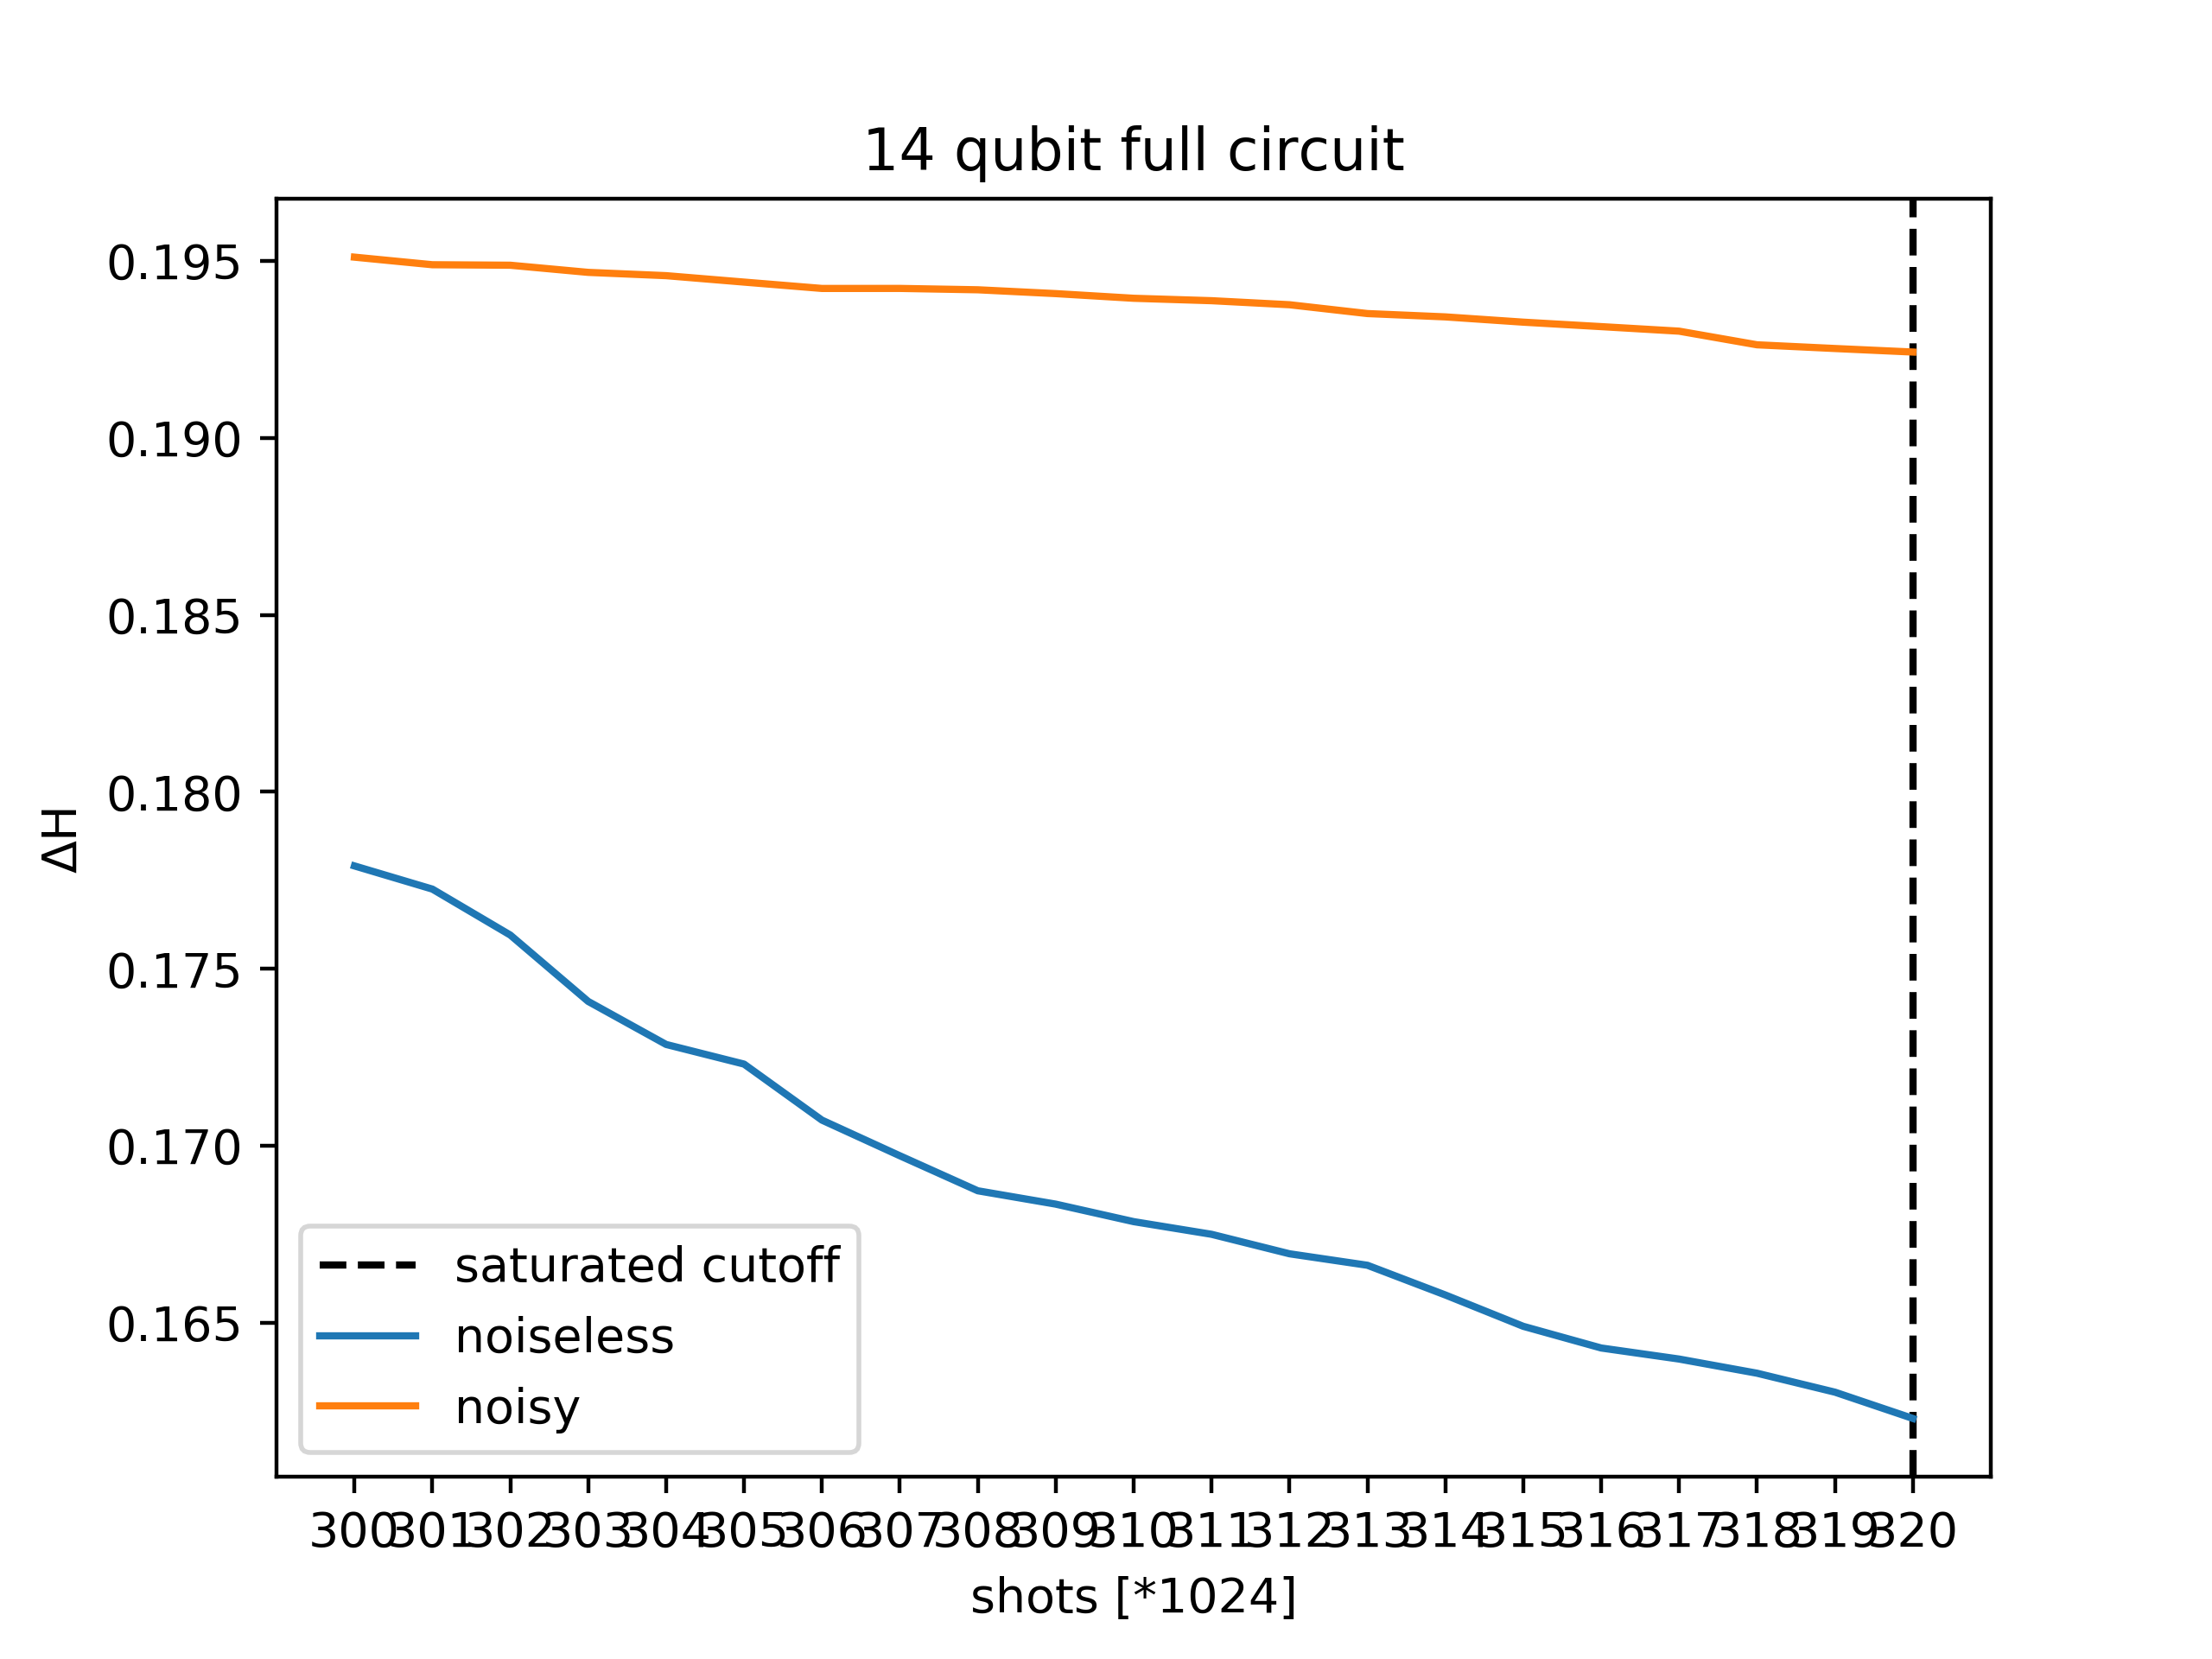 14 qubit full circuit
0.195
0.190
0.185
0.180
0.175
0.170
0.165
ΔH
saturated cutoff
noiseless
noisy
300 301 302 303 304 305 306 307 308 309 310 311 312 313 314 315 316 317 318 319 320
shots [*1024]